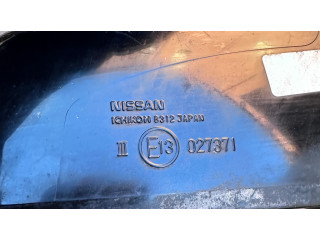 NISSAN
ICHIKOH 8312 JAPAN
III E13 027371